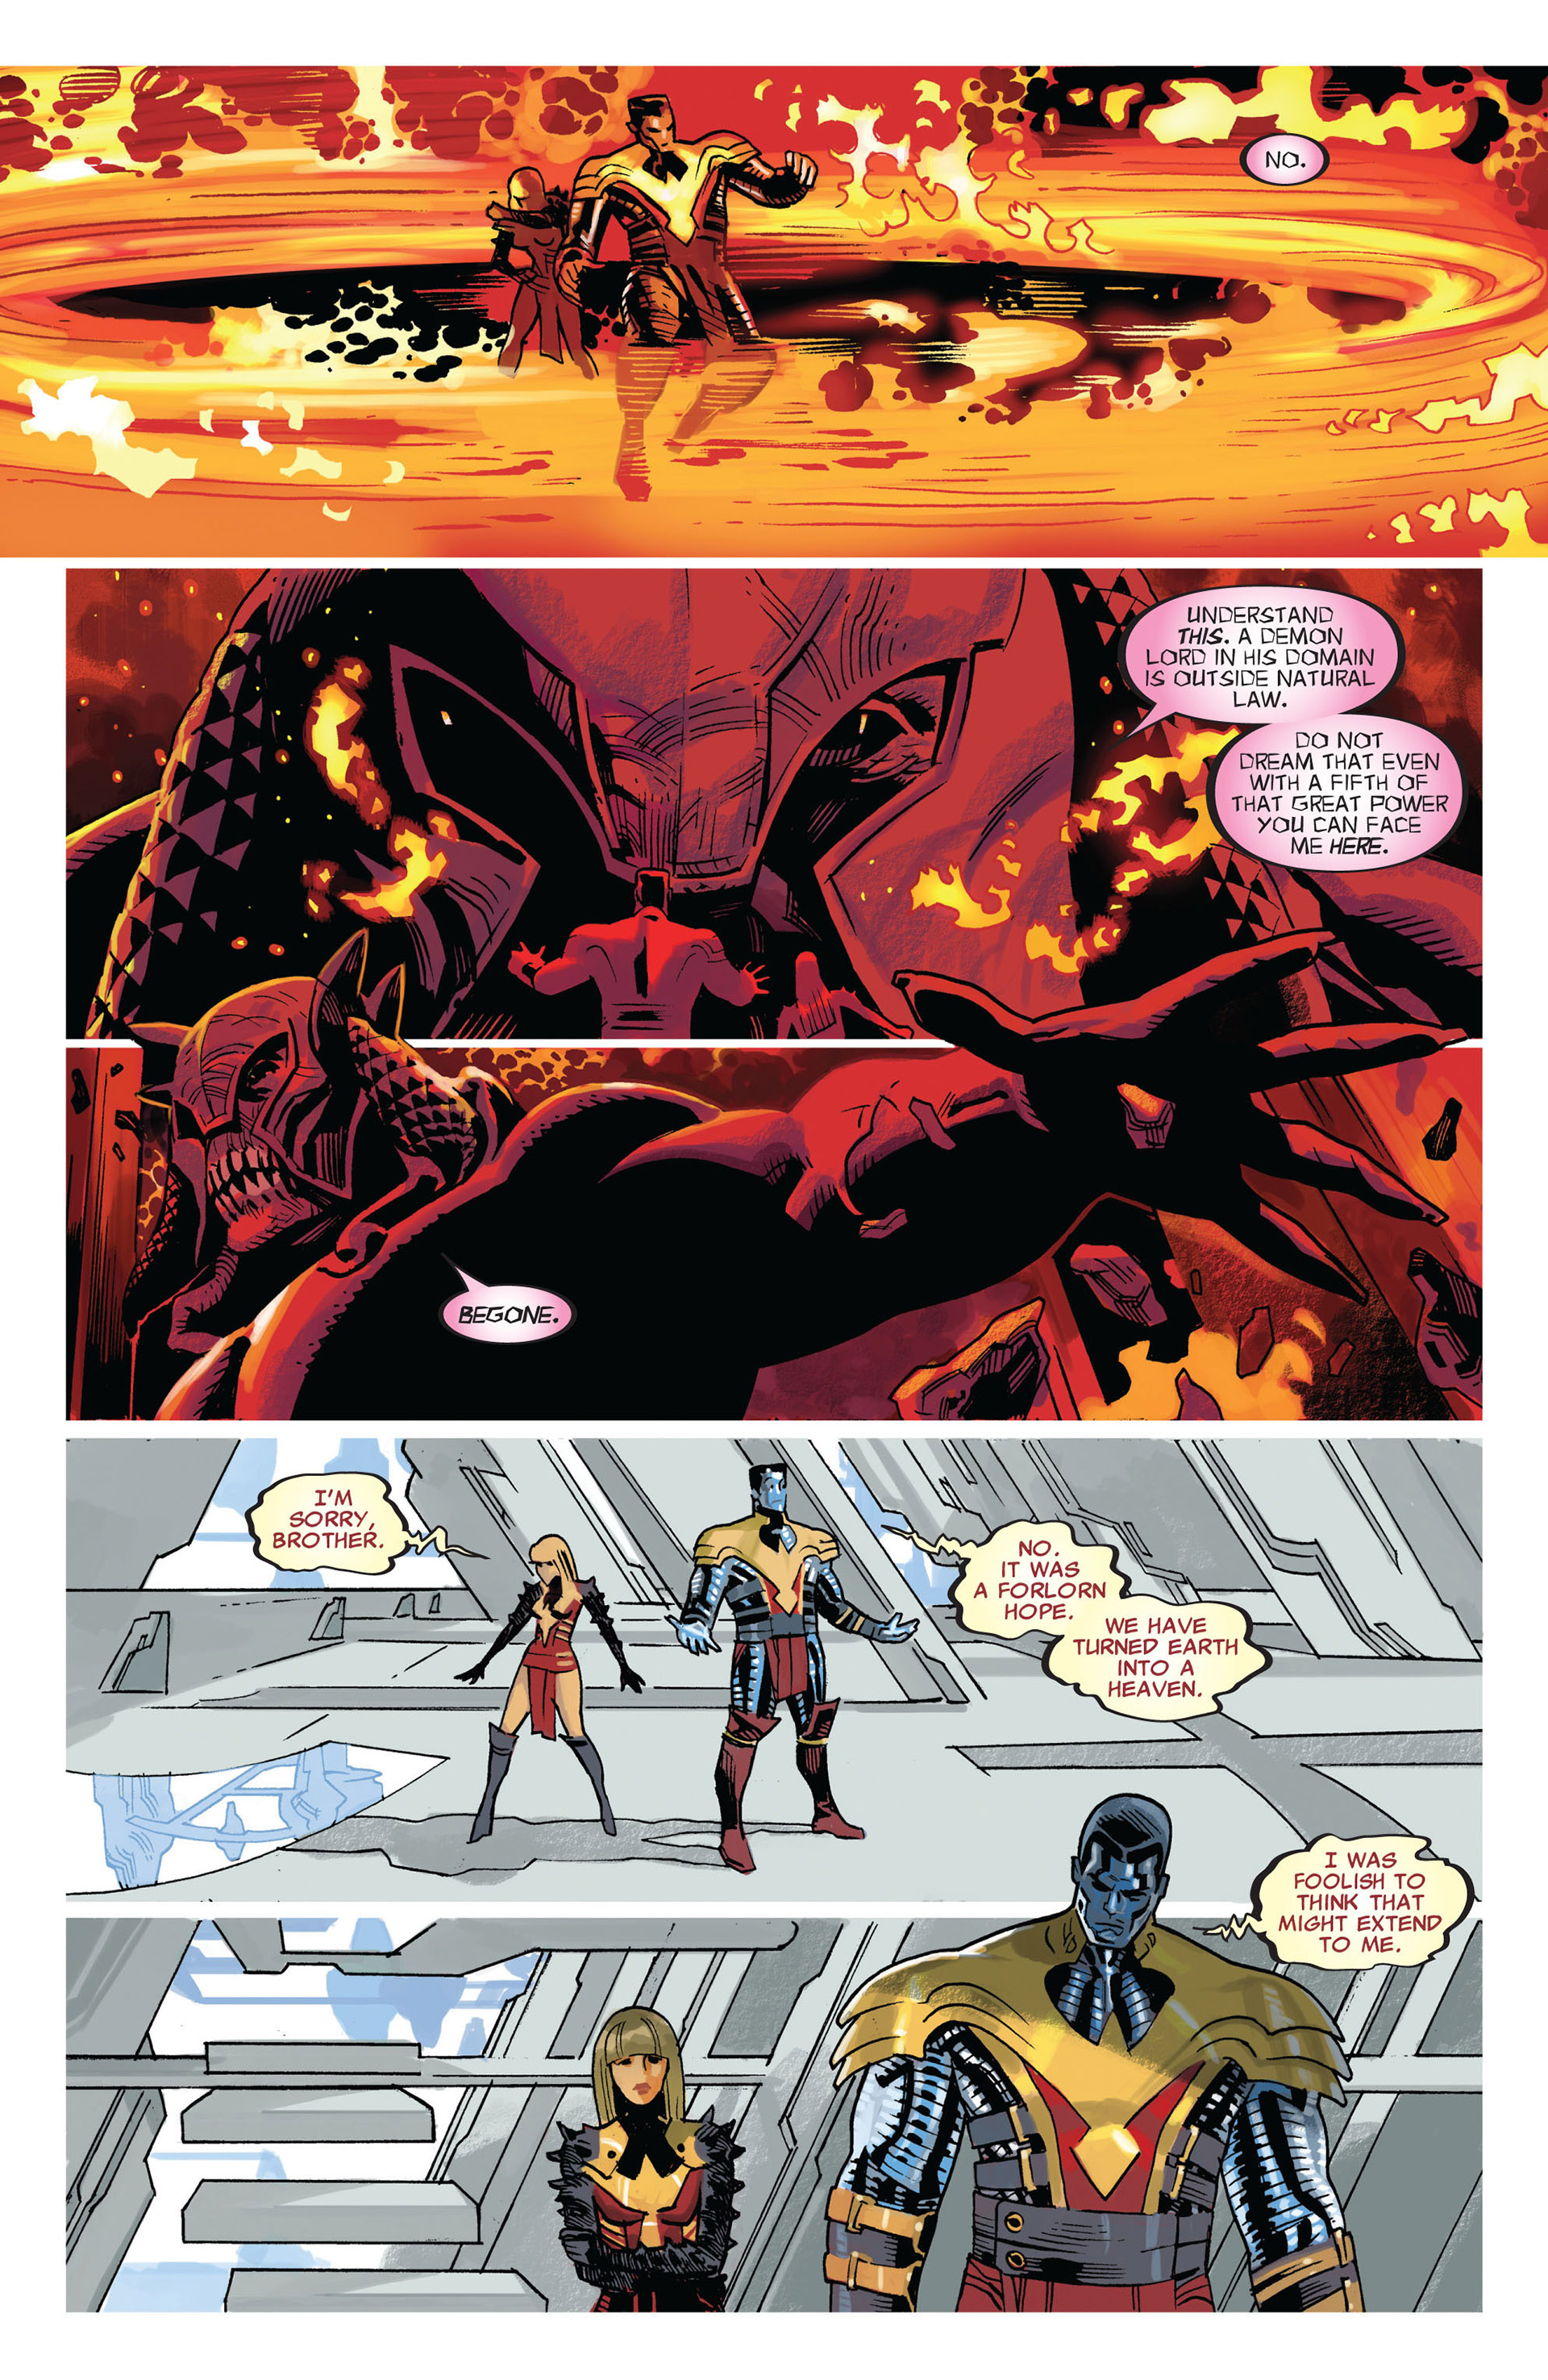 NO.
UNDERSTAND
THIS. A DEMON
LORD IN HIS DOMAIN
IS OUTSIDE NATURAL
LAW.
DO NOT
DREAM THAT EVEN
WITH A FIFTH OF
THAT GREAT POWER
YOU CAN FACE
ME HERE.
BEGONE.
I'M
SORRY,
BROTHER.
NO.
IT WAS
A FORLORN
HOPE.
WE HAVE
TURNED EARTH
INTO A
HEAVEN.
I WAS
FOOLISH TO
THINK THAT
MIGHT EXTEND
TO ME.